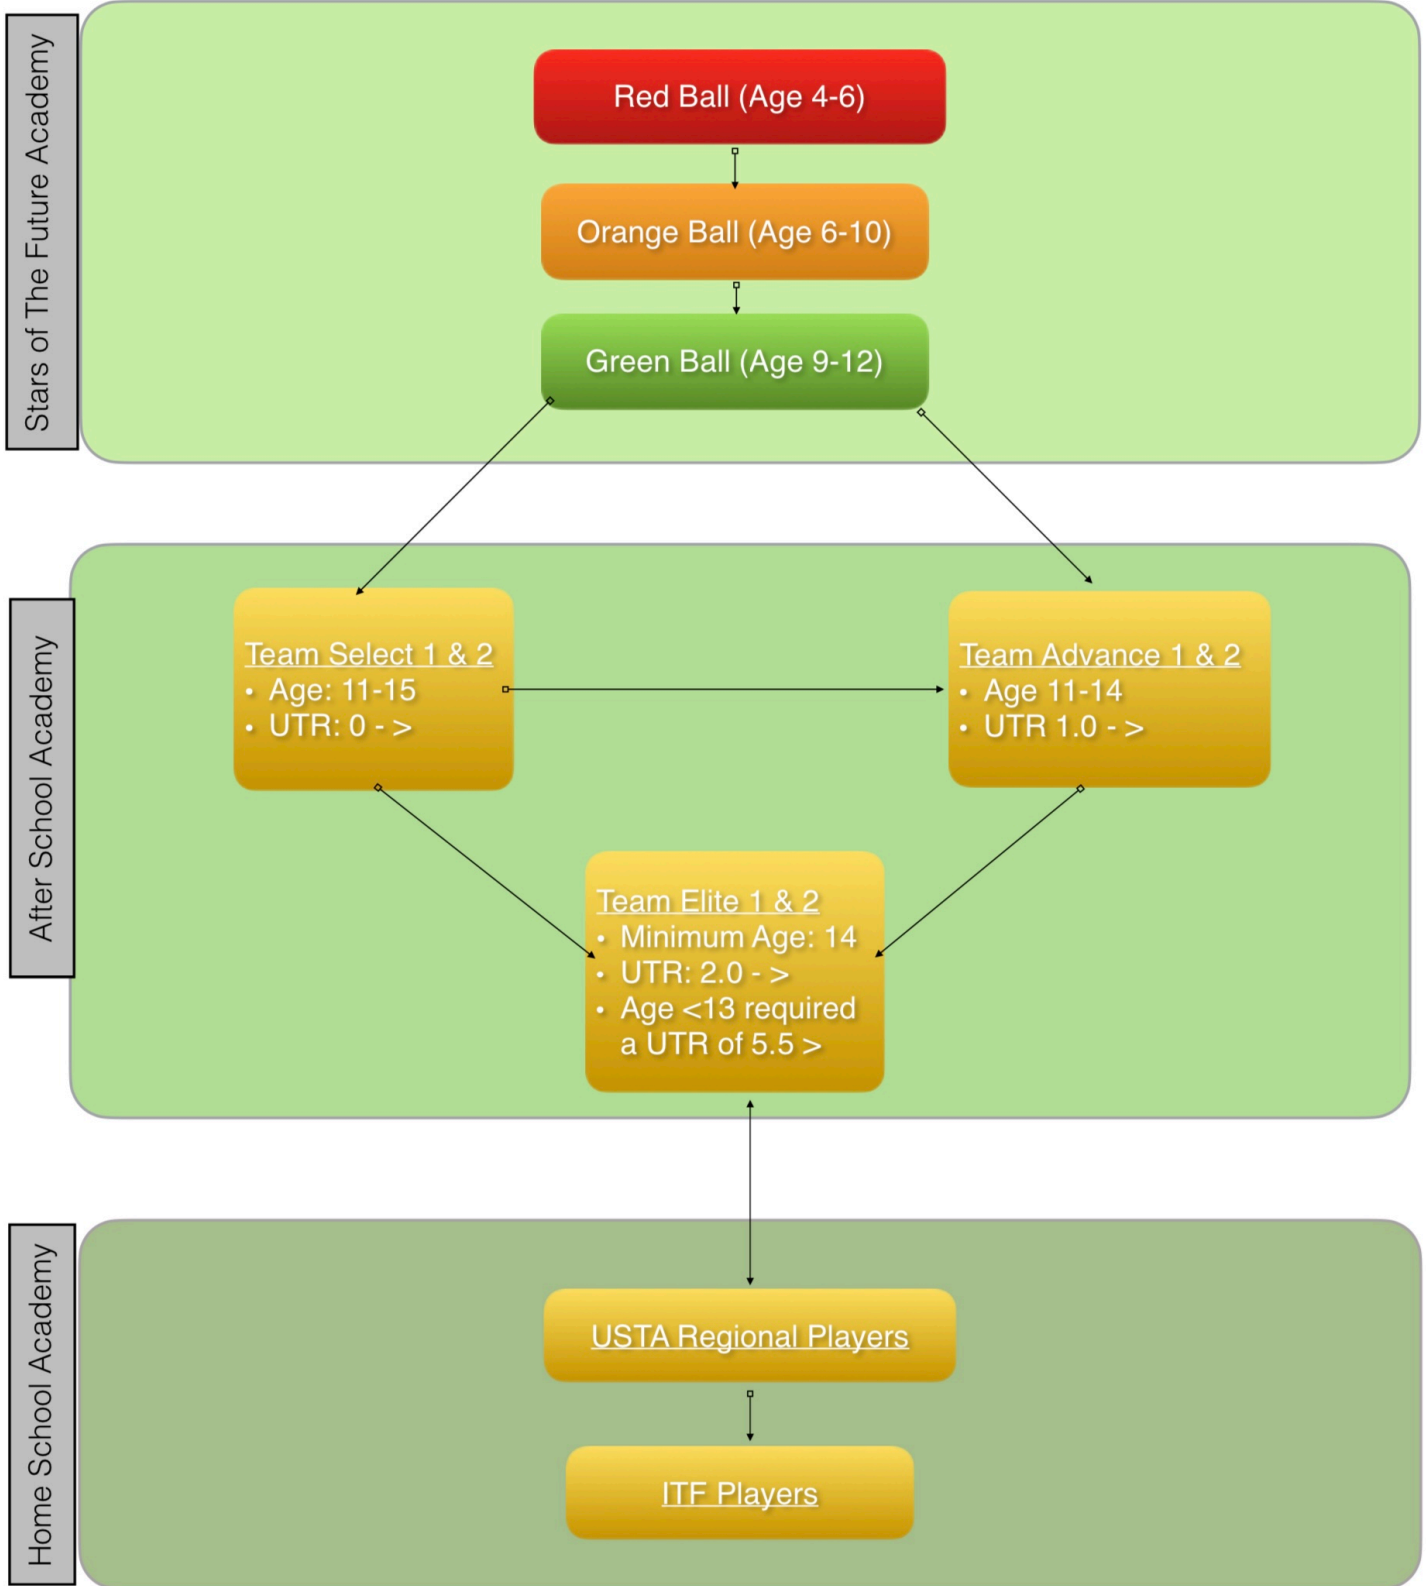 Stars of The Future Academy
Red Ball (Age 4-6)
Orange Ball (Age 6-10)
Green Ball (Age 9-12)
After School Academy
Team Select 1 & 2
• Age: 11-15
• UTR: 0 - >
Team Advance 1 & 2
• Age 11-14
• UTR 1.0 - >
Team Elite 1 & 2
• Minimum Age: 14
• UTR: 2.0 - >
• Age <13 required
a UTR of 5.5 >
Home School Academy
USTA Regional Players
ITF Players